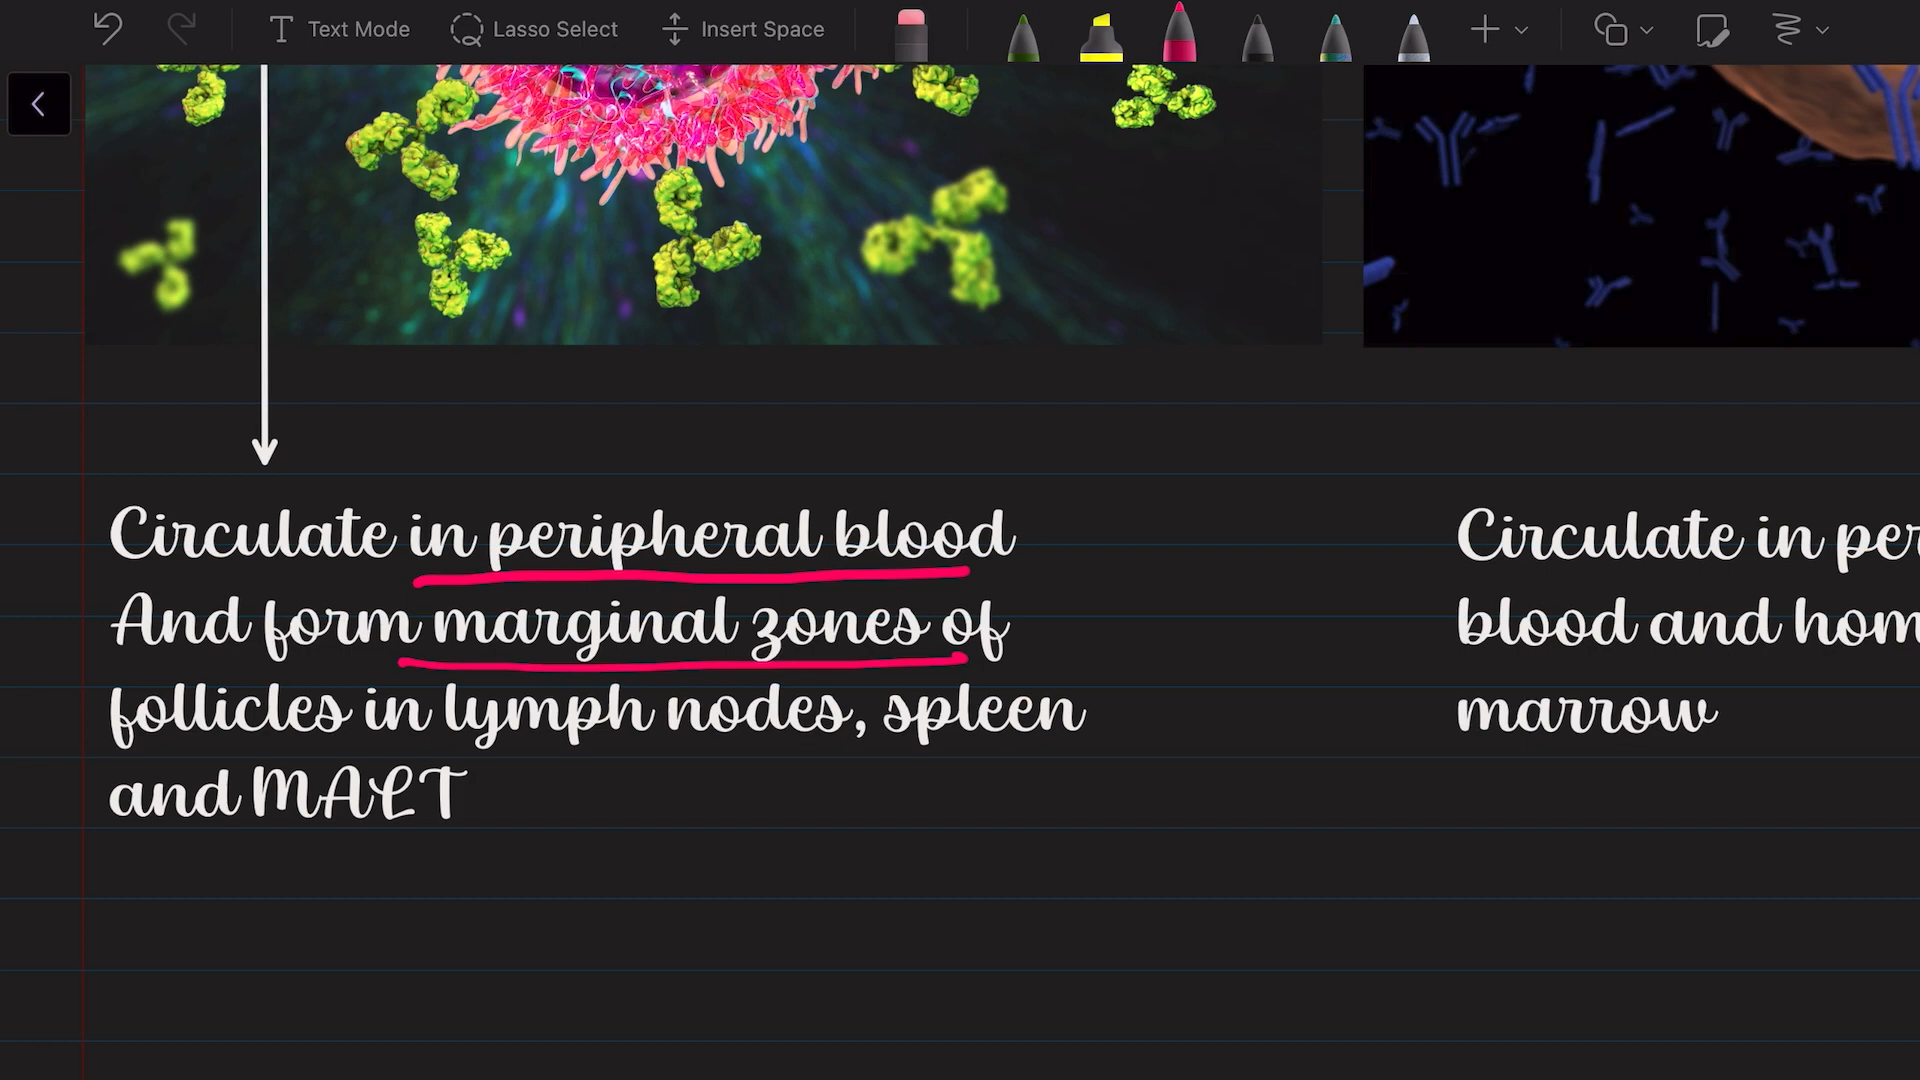 Text Mode
Lasso Select
Insert Space
Circulate in peripheral blood
And form marginal zones of
follicles in lymph nodes, spleen
and MALT
Circulate in per
blood and hom
marrow